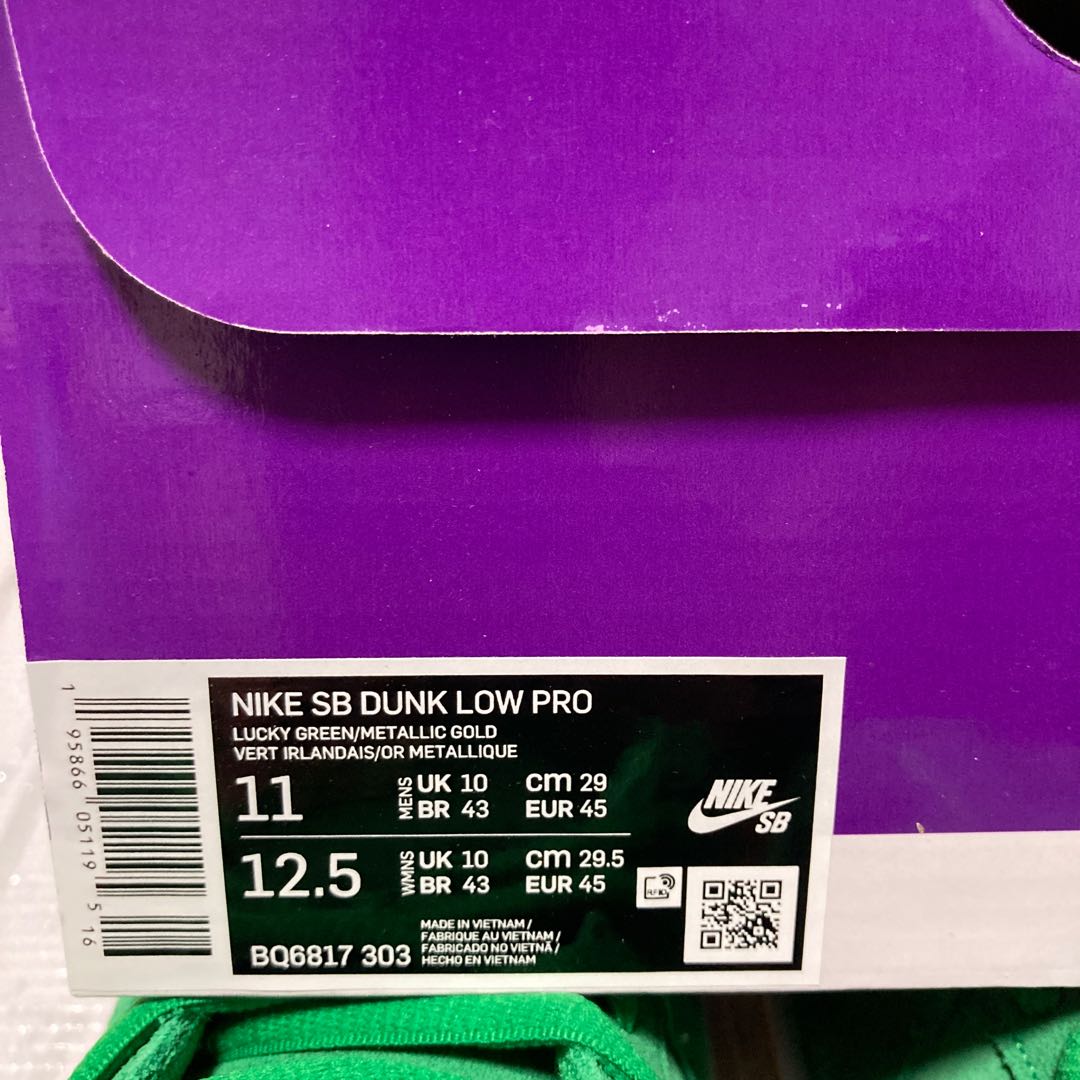 NIKE SB DUNK LOW PRO
LUCKY GREEN/METALLIC GOLD
VERT IRLANDAIS/OR METALLIQUE
11 MENS UK 10 cm 29
BR 43 EUR 45
12.5 WMNS UK 10 cm 29.5
BR 43 EUR 45
NIKE
SB
RFID
BQ6817 303
MADE IN VIETNAM /
FABRIQUE AU VIETNAM /
FABRICADO NO VIETNÃ /
HECHO EN VIETNAM
1 95866 05119 5 16